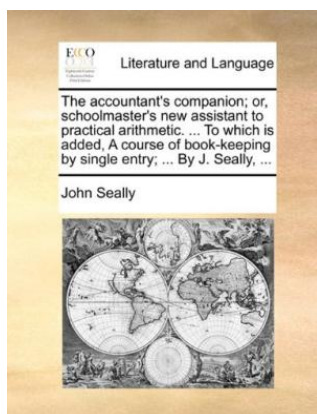 ECCO
Literature and Language
The accountant's companion; or,
schoolmaster's new assistant to
practical arithmetic. ... To which is
added, A course of book-keeping
by single entry; ... By J. Seally, ...
John Seally